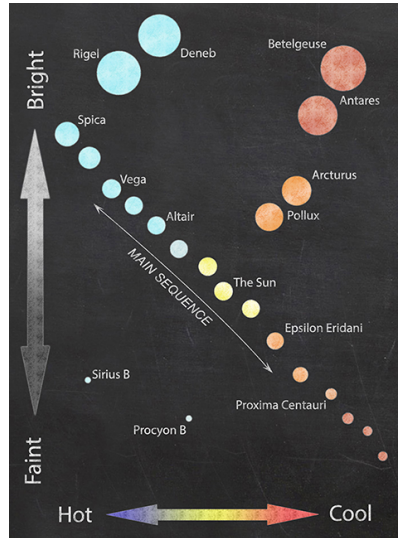 Deneb
Rigel
Betelgeuse
Bright
Antares
Spica
Vega
Arcturus
Altair
Pollux
MAIN SEQUENCE
The Sun
Epsilon Eridani
Sirius B
Proxima Centauri
Procyon B
Faint
Hot
Cool